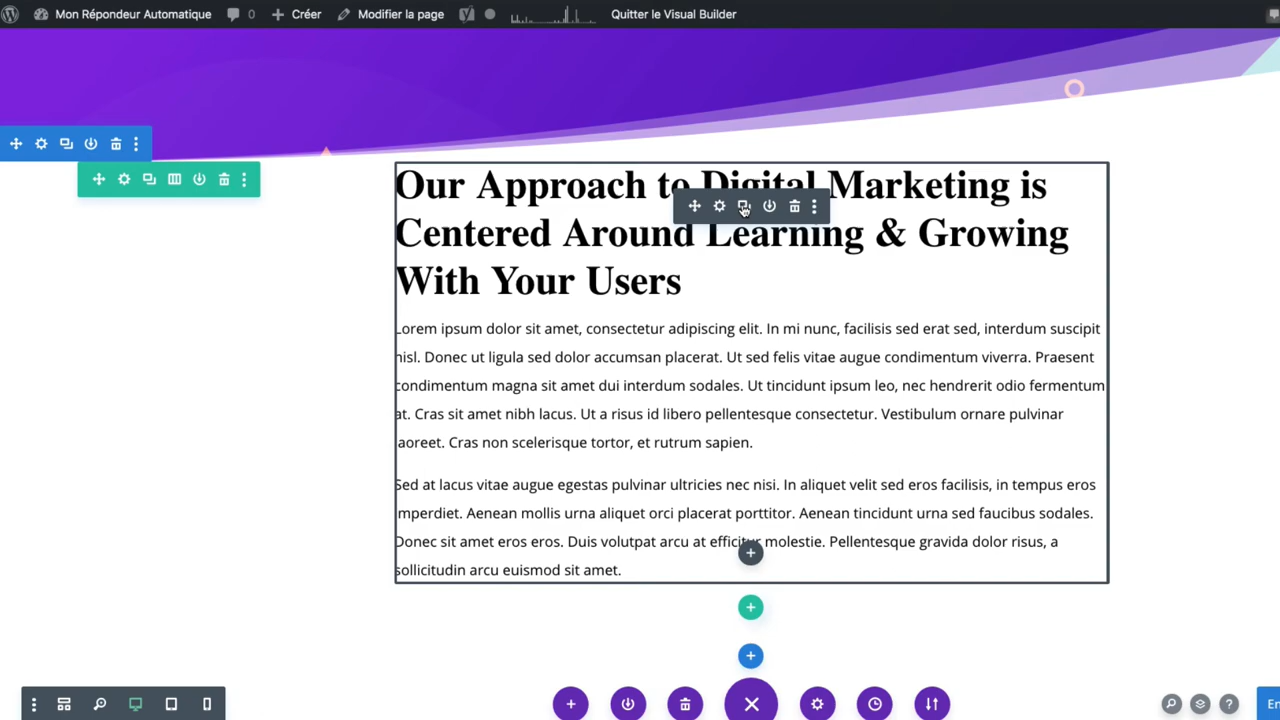 Mon Répondeur Automatique 0 Créer Modifier la page Quitter le Visual Builder
Our Approach to Digital Marketing is
Centered Around Learning & Growing
With Your Users
Lorem ipsum dolor sit amet, consectetur adipiscing elit. In mi nunc, facilisis sed erat sed, interdum suscipit
nisl. Donec ut ligula sed dolor accumsan placerat. Ut sed felis vitae augue condimentum viverra. Praesent
condimentum magna sit amet dui interdum sodales. Ut tincidunt ipsum leo, nec hendrerit odio fermentum
at. Cras sit amet nibh lacus. Ut a risus id libero pellentesque consectetur. Vestibulum ornare pulvinar
laoreet. Cras non scelerisque tortor, et rutrum sapien.
Sed at lacus vitae augue egestas pulvinar ultricies nec nisi. In aliquet velit sed eros facilisis, in tempus eros
imperdiet. Aenean mollis urna aliquet orci placerat porttitor. Aenean tincidunt urna sed faucibus sodales.
Donec sit amet eros eros. Duis volutpat arcu at efficitur molestie. Pellentesque gravida dolor risus, a
sollicitudin arcu euismod sit amet.